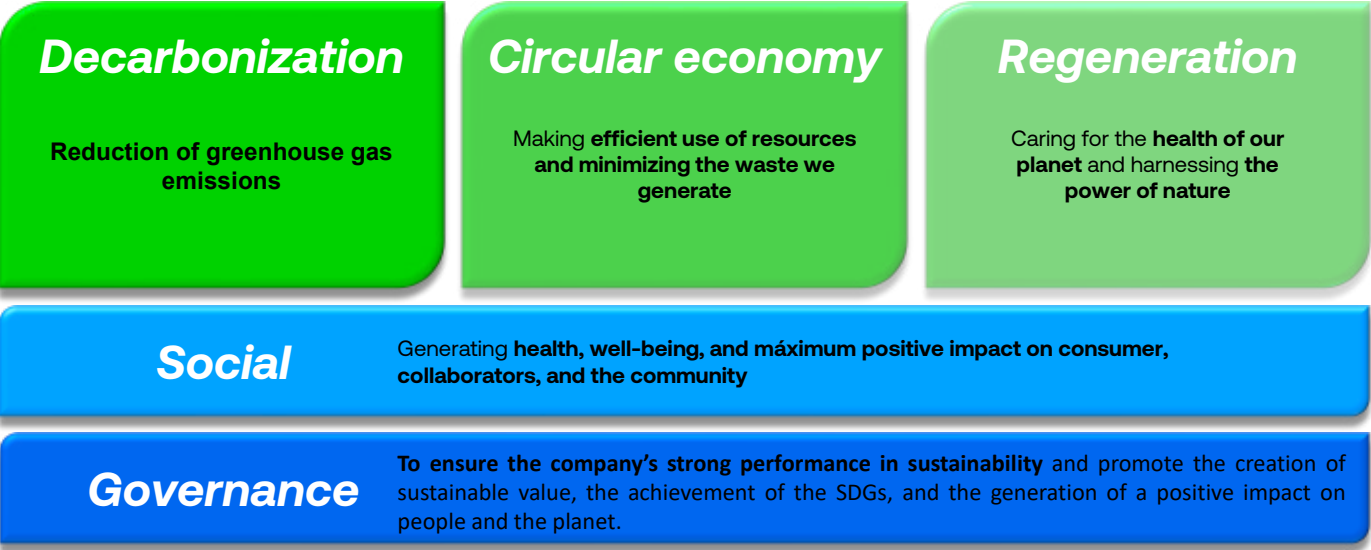 Decarbonization
Reduction of greenhouse gas
emissions
Circular economy
Making efficient use of resources
and minimizing the waste we
generate
Regeneration
Caring for the health of our
planet and harnessing the
power of nature
Social
Generating health, well-being, and máximum positive impact on consumer,
collaborators, and the community
Governance
To ensure the company’s strong performance in sustainability and promote the creation of
sustainable value, the achievement of the SDGs, and the generation of a positive impact on
people and the planet.